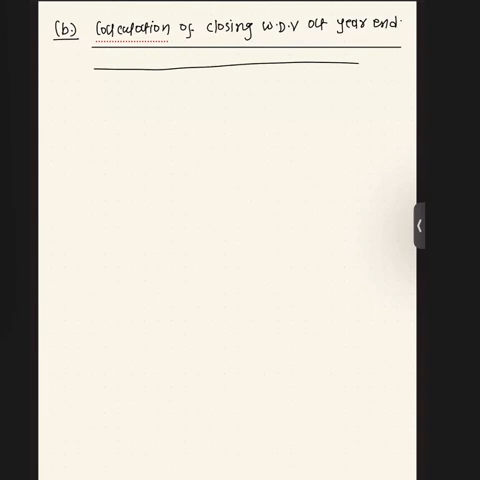 (b.) Calculation of closing W.D.V at year end.